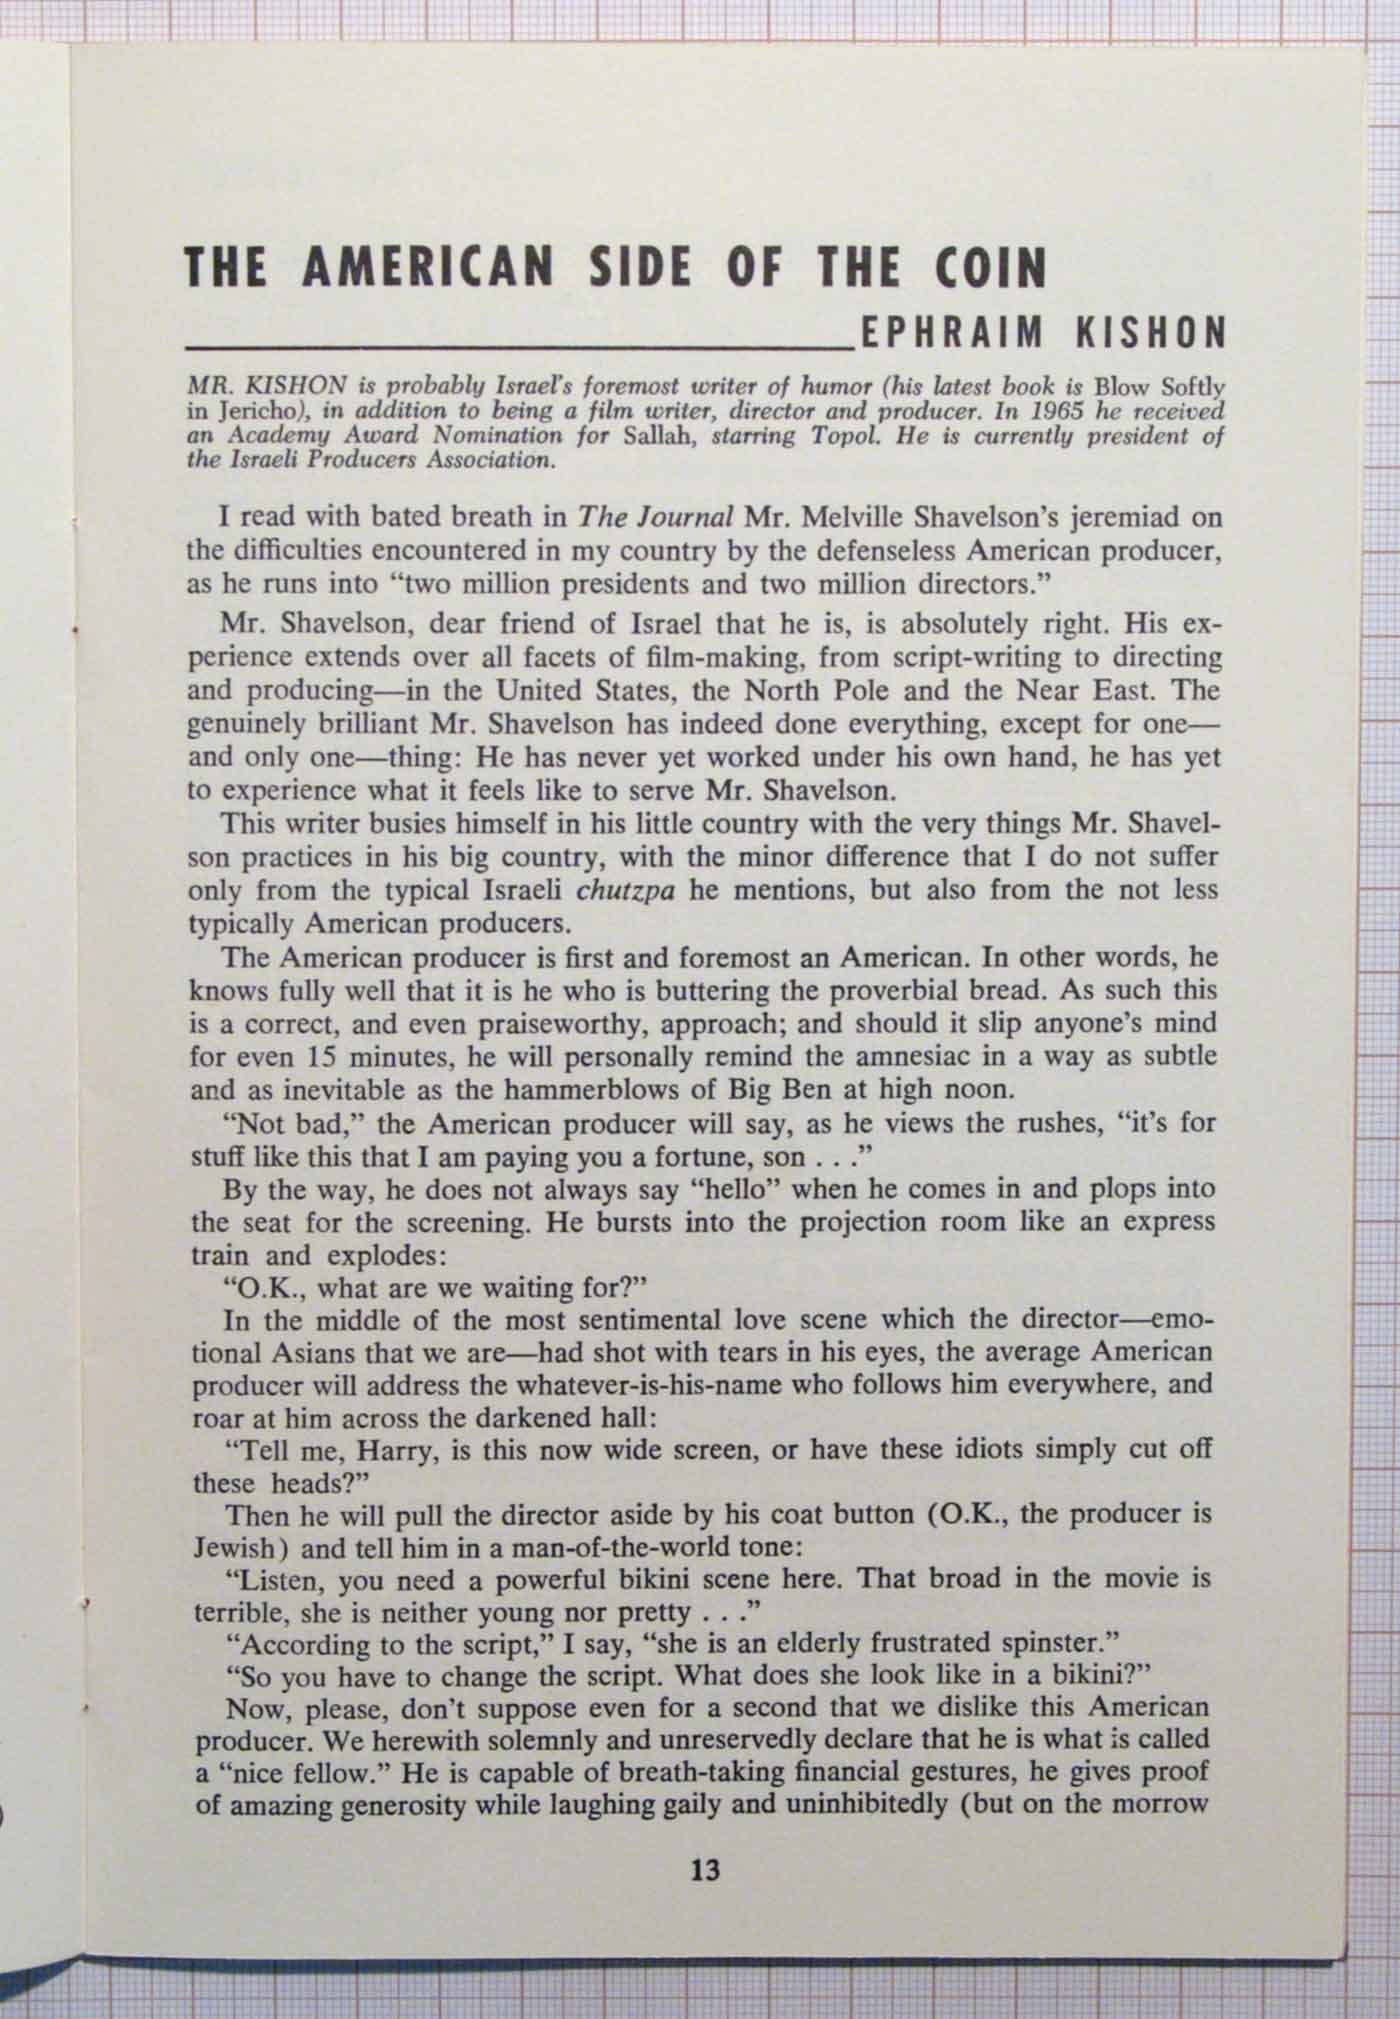 THE AMERICAN SIDE OF THE COIN
EPHRAIM KISHON
MR. KISHON is probably Israel's foremost writer of humor (his latest book is Blow Softly
in Jericho), in addition to being a film writer, director and producer. In 1965 he received
an Academy Award Nomination for Sallah, starring Topol. He is currently president of
the Israeli Producers Association.
I read with bated breath in The Journal Mr. Melville Shavelson's jeremiad on
the difficulties encountered in my country by the defenseless American producer,
as he runs into “two million presidents and two million directors.”
Mr. Shavelson, dear friend of Israel that he is, is absolutely right. His ex-
perience extends over all facets of film-making, from script-writing to directing
and producing—in the United States, the North Pole and the Near East. The
genuinely brilliant Mr. Shavelson has indeed done everything, except for one—
and only one—thing: He has never yet worked under his own hand, he has yet
to experience what it feels like to serve Mr. Shavelson.
This writer busies himself in his little country with the very things Mr. Shavel-
son practices in his big country, with the minor difference that I do not suffer
only from the typical Israeli chutzpa he mentions, but also from the not less
typically American producers.
The American producer is first and foremost an American. In other words, he
knows fully well that it is he who is buttering the proverbial bread. As such this
is a correct, and even praiseworthy, approach; and should it slip anyone's mind
for even 15 minutes, he will personally remind the amnesiac in a way as subtle
and as inevitable as the hammerblows of Big Ben at high noon.
“Not bad,” the American producer will say, as he views the rushes, “it's for
stuff like this that I am paying you a fortune, son . . .”
By the way, he does not always say “hello” when he comes in and plops into
the seat for the screening. He bursts into the projection room like an express
train and explodes:
“O.K., what are we waiting for?”
In the middle of the most sentimental love scene which the director—emo-
tional Asians that we are—had shot with tears in his eyes, the average American
producer will address the whatever-is-his-name who follows him everywhere, and
roar at him across the darkened hall:
“Tell me, Harry, is this now wide screen, or have these idiots simply cut off
these heads?”
Then he will pull the director aside by his coat button (O.K., the producer is
Jewish) and tell him in a man-of-the-world tone:
“Listen, you need a powerful bikini scene here. That broad in the movie is
terrible, she is neither young nor pretty . . .”
“According to the script,” I say, “she is an elderly frustrated spinster.”
“So you have to change the script. What does she look like in a bikini?”
Now, please, don't suppose even for a second that we dislike this American
producer. We herewith solemnly and unreservedly declare that he is what is called
a “nice fellow.” He is capable of breath-taking financial gestures, he gives proof
of amazing generosity while laughing gaily and uninhibitedly (but on the morrow
13